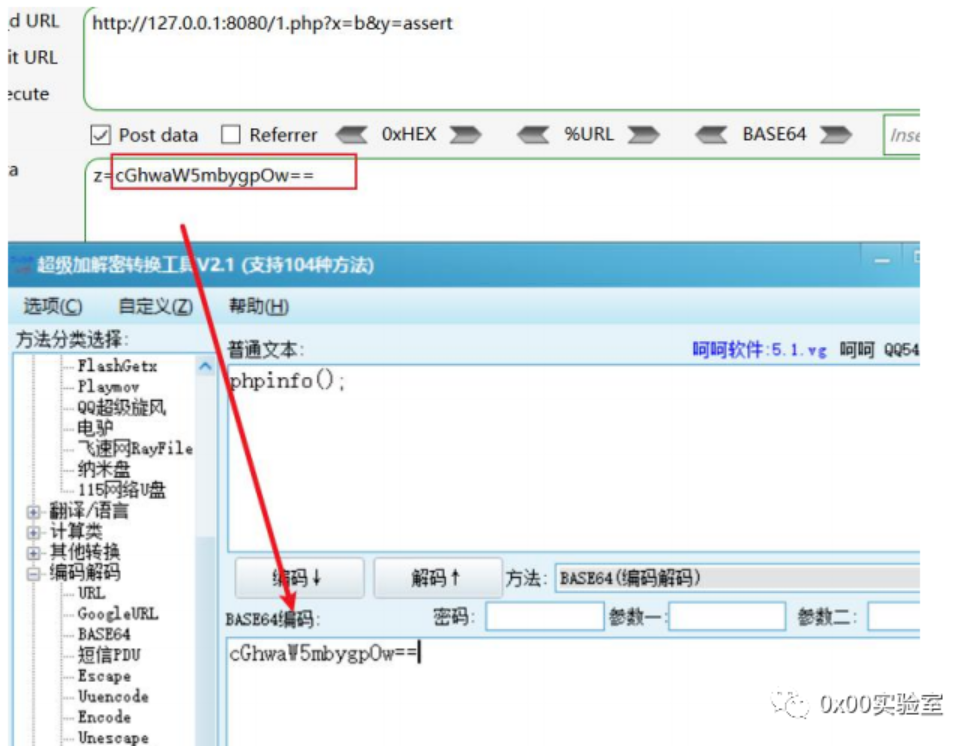 d URL
http://127.0.0.1:8080/1.php?x=b&y=assert
it URL
ecute
Post data Referrer 0xHEX %URL BASE64 Inse
a
z=cGhwaW5mbygpOw==
超级加解密转换工具V2.1 (支持104种方法)
选项(C) 自定义(Z) 帮助(H)
方法分类选择:
普通文本: 呵呵软件:5.1.vg 呵呵 QQ54
FlashGetx
phpinfo();
Playmov
QQ超级旋风
电驴
飞速网RayFile
纳米盘
115网络U盘
翻译/语言
计算类
其他转换
编码解码
编码↓ 解码↑ 方法: BASE64(编码解码)
URL
GoogleURL
BASE64编码: 密码: 参数一: 参数二:
BASE64
cGhwaW5mbygpOw==
短信PDU
Escape
Uuencode
Encode
Unescape
0x00实验室